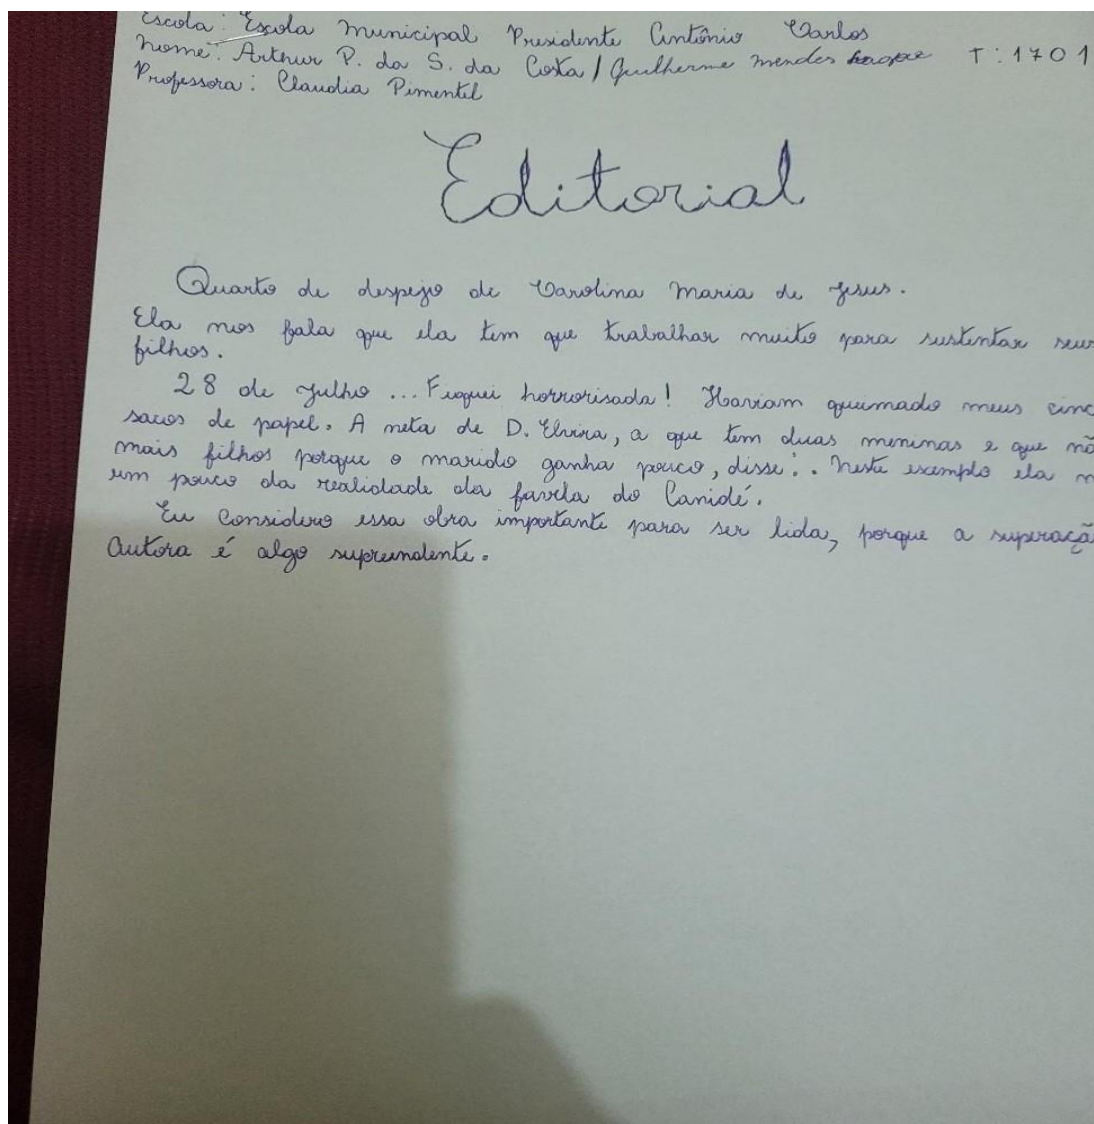 Escola: Escola Municipal Presidente Antônio Carlos
Nome: Arthur P. da S. da Costa / Guilherme Mendes T: 1701
Professora: Claudia Pimentel
Editorial
Quarto de despejo de Carolina Maria de Jesus.
Ela nos fala que ela tem que trabalhar muito para sustentar seus
filhos.
28 de Julho ... Fiquei horrorisada! Haviam queimado meus cinc
sacos de papel. A neta de D. Elvira, a que tem duas meninas e que nã
mais filhos porque o marido ganha pouco, disse: . Neste exemplo ela m
um pouco da realidade da favela do Canidé.
Eu considero essa obra importante para ser lida, porque a superaçã
autora é algo supreendente.